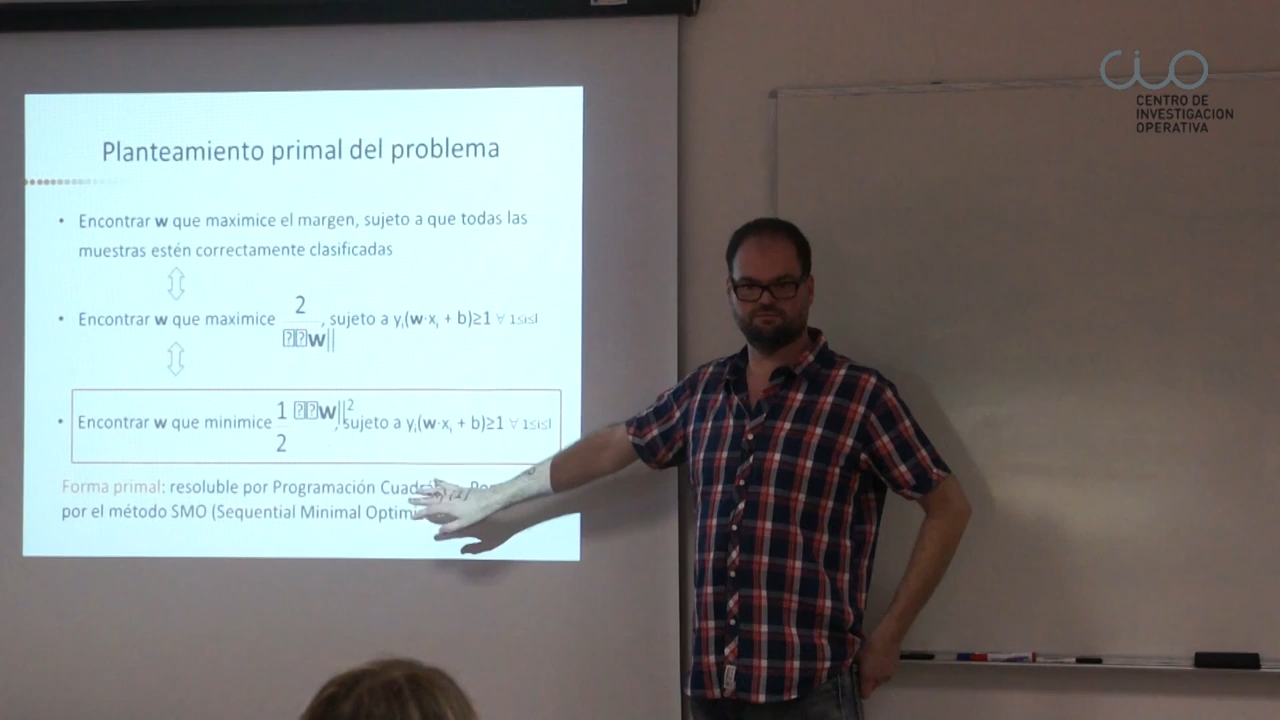 Planteamiento primal del problema
• Encontrar w que maximice el margen, sujeto a que todas las
muestras estén correctamente clasificadas
• Encontrar w que maximice 2 / ||w||, sujeto a yᵢ(w·xᵢ + b)≥1 ∀ 1≤i≤l
• Encontrar w que minimice 1/2 ||w||², sujeto a yᵢ(w·xᵢ + b)≥1 ∀ 1≤i≤l
Forma primal: resoluble por Programación
por el método SMO (Sequential Minimal
CIO
CENTRO DE
INVESTIGACION
OPERATIVA